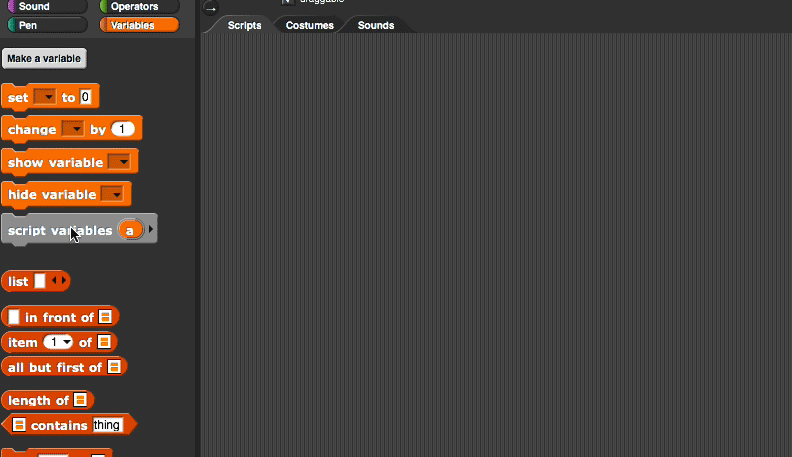 Sound
Operators
draggable
Pen
Variables
Scripts
Costumes
Sounds
Make a variable
set to 0
change by 1
show variable
hide variable
script variables a
list
in front of
item 1 of
all but first of
length of
contains thing